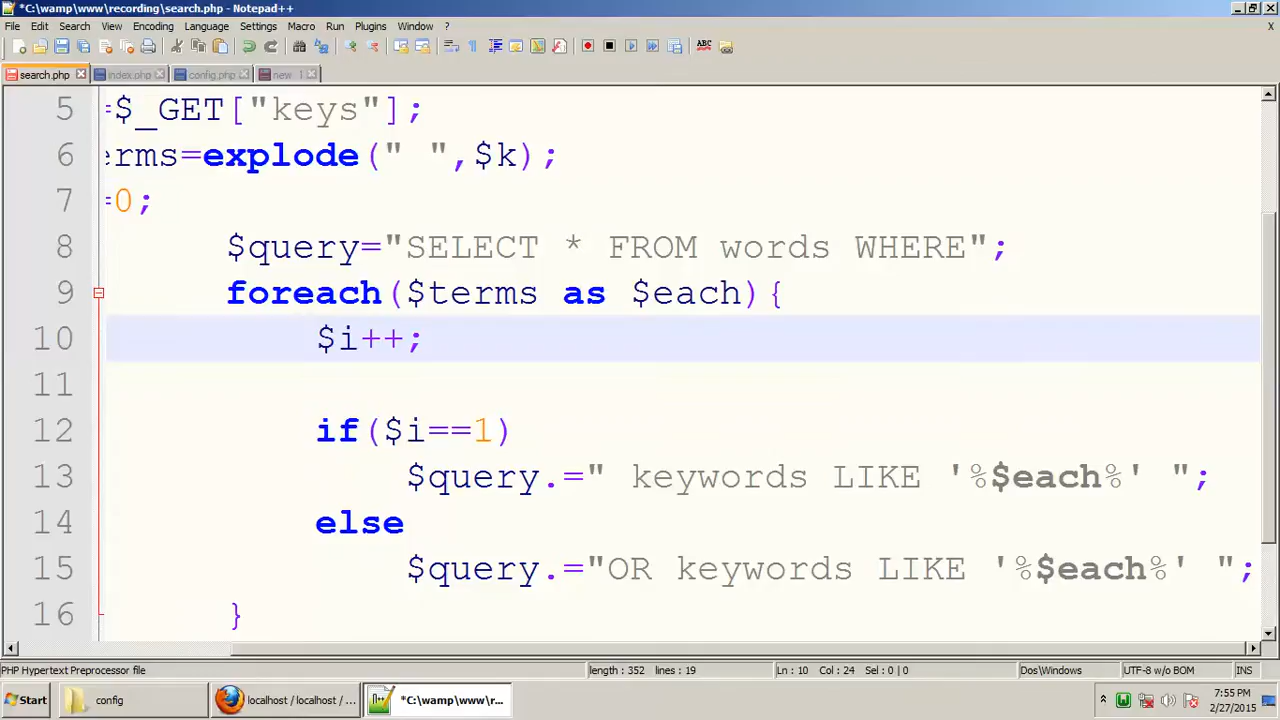 *C:\wamp\www\recording\search.php - Notepad++
File Edit Search View Encoding Language Settings Macro Run Plugins Window ?
X
ABC
search.php index.php config.php new 1
5 =$_GET["keys"];
6 erms=explode(" ",$k);
7 =0;
8 $query="SELECT * FROM words WHERE";
9 foreach($terms as $each){
10 $i++;
11
12 if($i==1)
13 $query.=" keywords LIKE '%$each%' ";
14 else
15 $query.="OR keywords LIKE '%$each%' ";
16 }
PHP Hypertext Preprocessor file length : 352 lines : 19 Ln : 10 Col : 24 Sel : 0 | 0 Dos\Windows UTF-8 w/o BOM INS
Start config localhost / localhost / ... *C:\wamp\www\r... 7:55 PM
2/27/2015